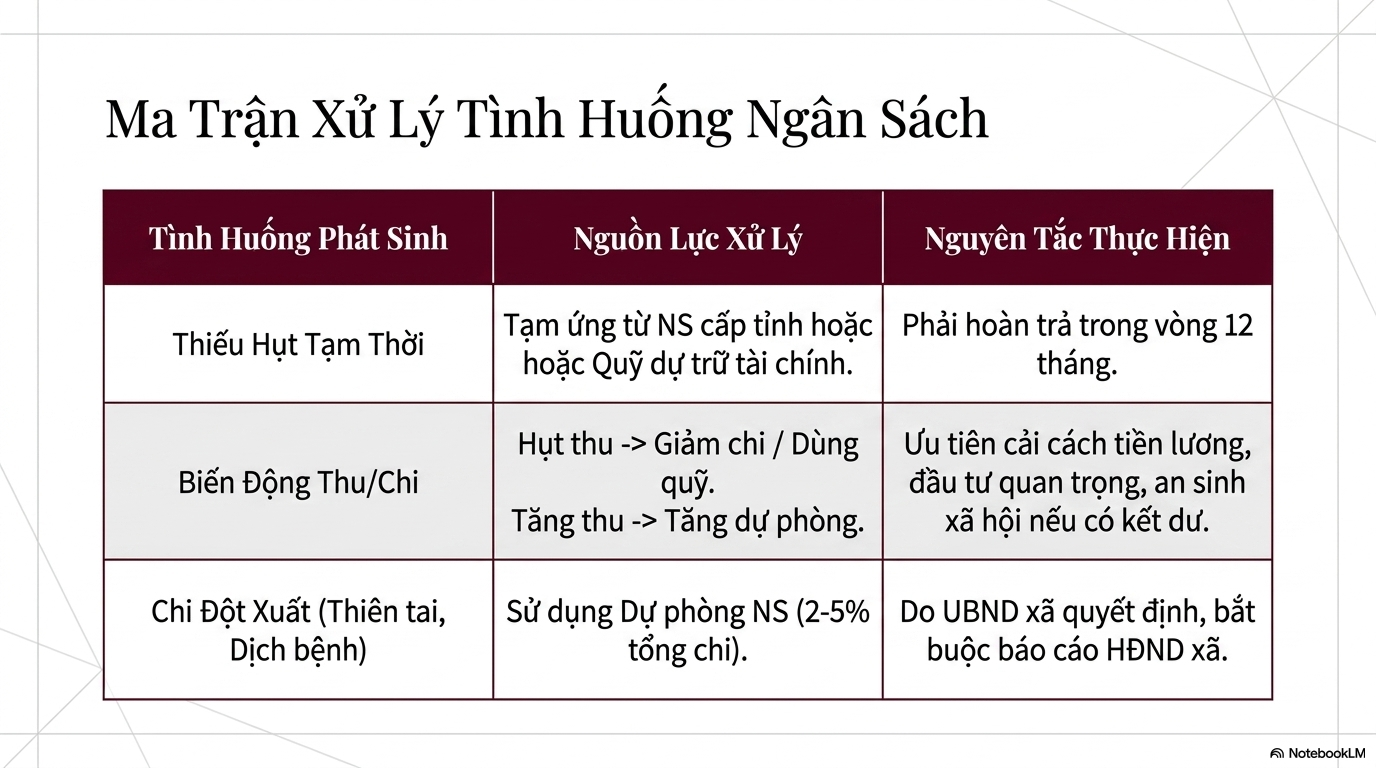 Ma Trận Xử Lý Tình Huống Ngân Sách
Tình Huống Phát Sinh
Nguồn Lực Xử Lý
Nguyên Tắc Thực Hiện
Thiếu Hụt Tạm Thời
Tạm ứng từ NS cấp tỉnh hoặc
hoặc Quỹ dự trữ tài chính.
Phải hoàn trả trong vòng 12
tháng.
Biến Động Thu/Chi
Hụt thu -> Giảm chi / Dùng
quỹ.
Tăng thu -> Tăng dự phòng.
Ưu tiên cải cách tiền lương,
đầu tư quan trọng, an sinh
xã hội nếu có kết dư.
Chi Đột Xuất (Thiên tai,
Dịch bệnh)
Sử dụng Dự phòng NS (2-5%
tổng chi).
Do UBND xã quyết định, bắt
buộc báo cáo HĐND xã.
NotebookLM